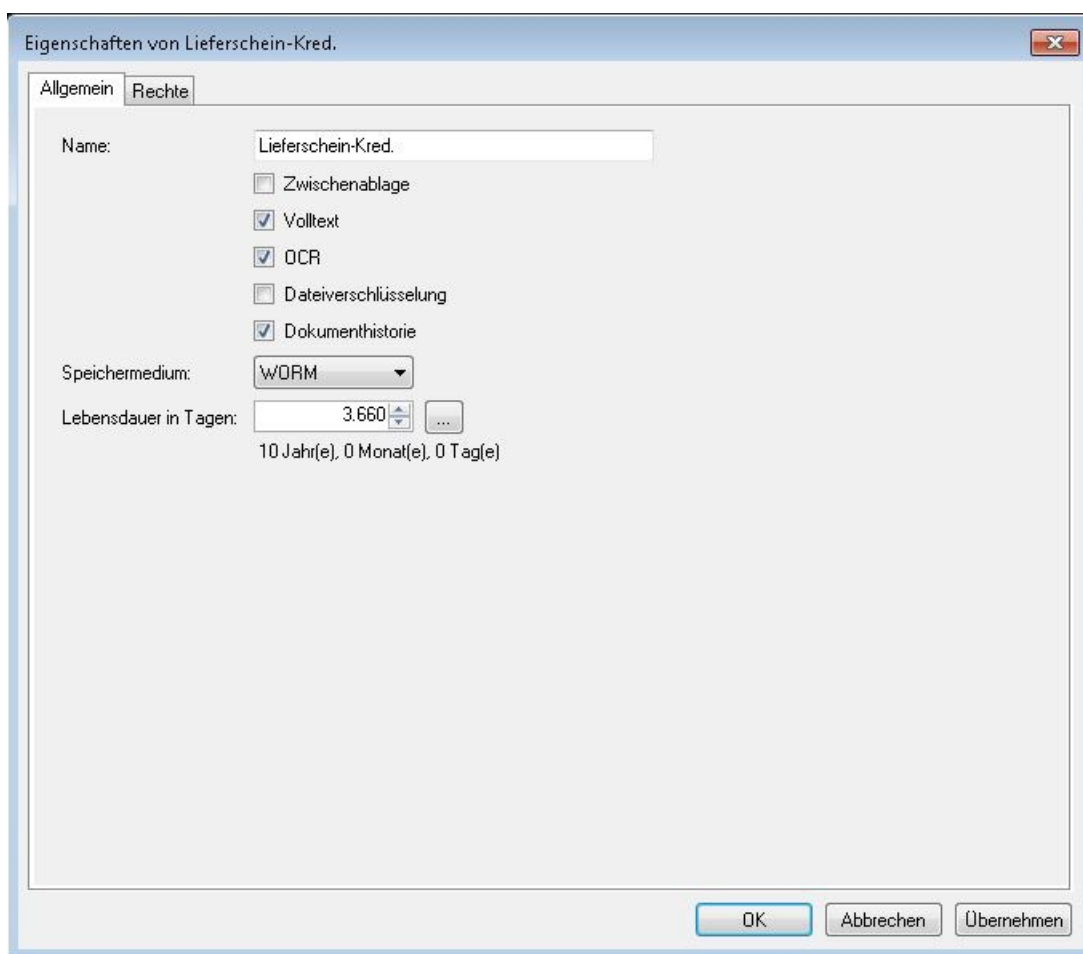 Eigenschaften von Lieferschein-Kred.
Allgemein Rechte
Name: Lieferschein-Kred.
Zwischenablage
Volltext
OCR
Dateiverschlüsselung
Dokumenthistorie
Speichermedium: WORM
Lebensdauer in Tagen: 3.660 ...
10 Jahr(e), 0 Monat(e), 0 Tag(e)
OK Abbrechen Übernehmen